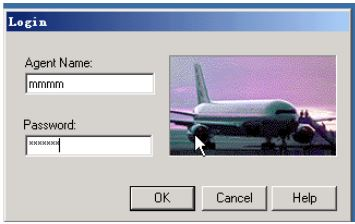 Login
Agent Name:
mmmm
Password:
*******
OK Cancel Help